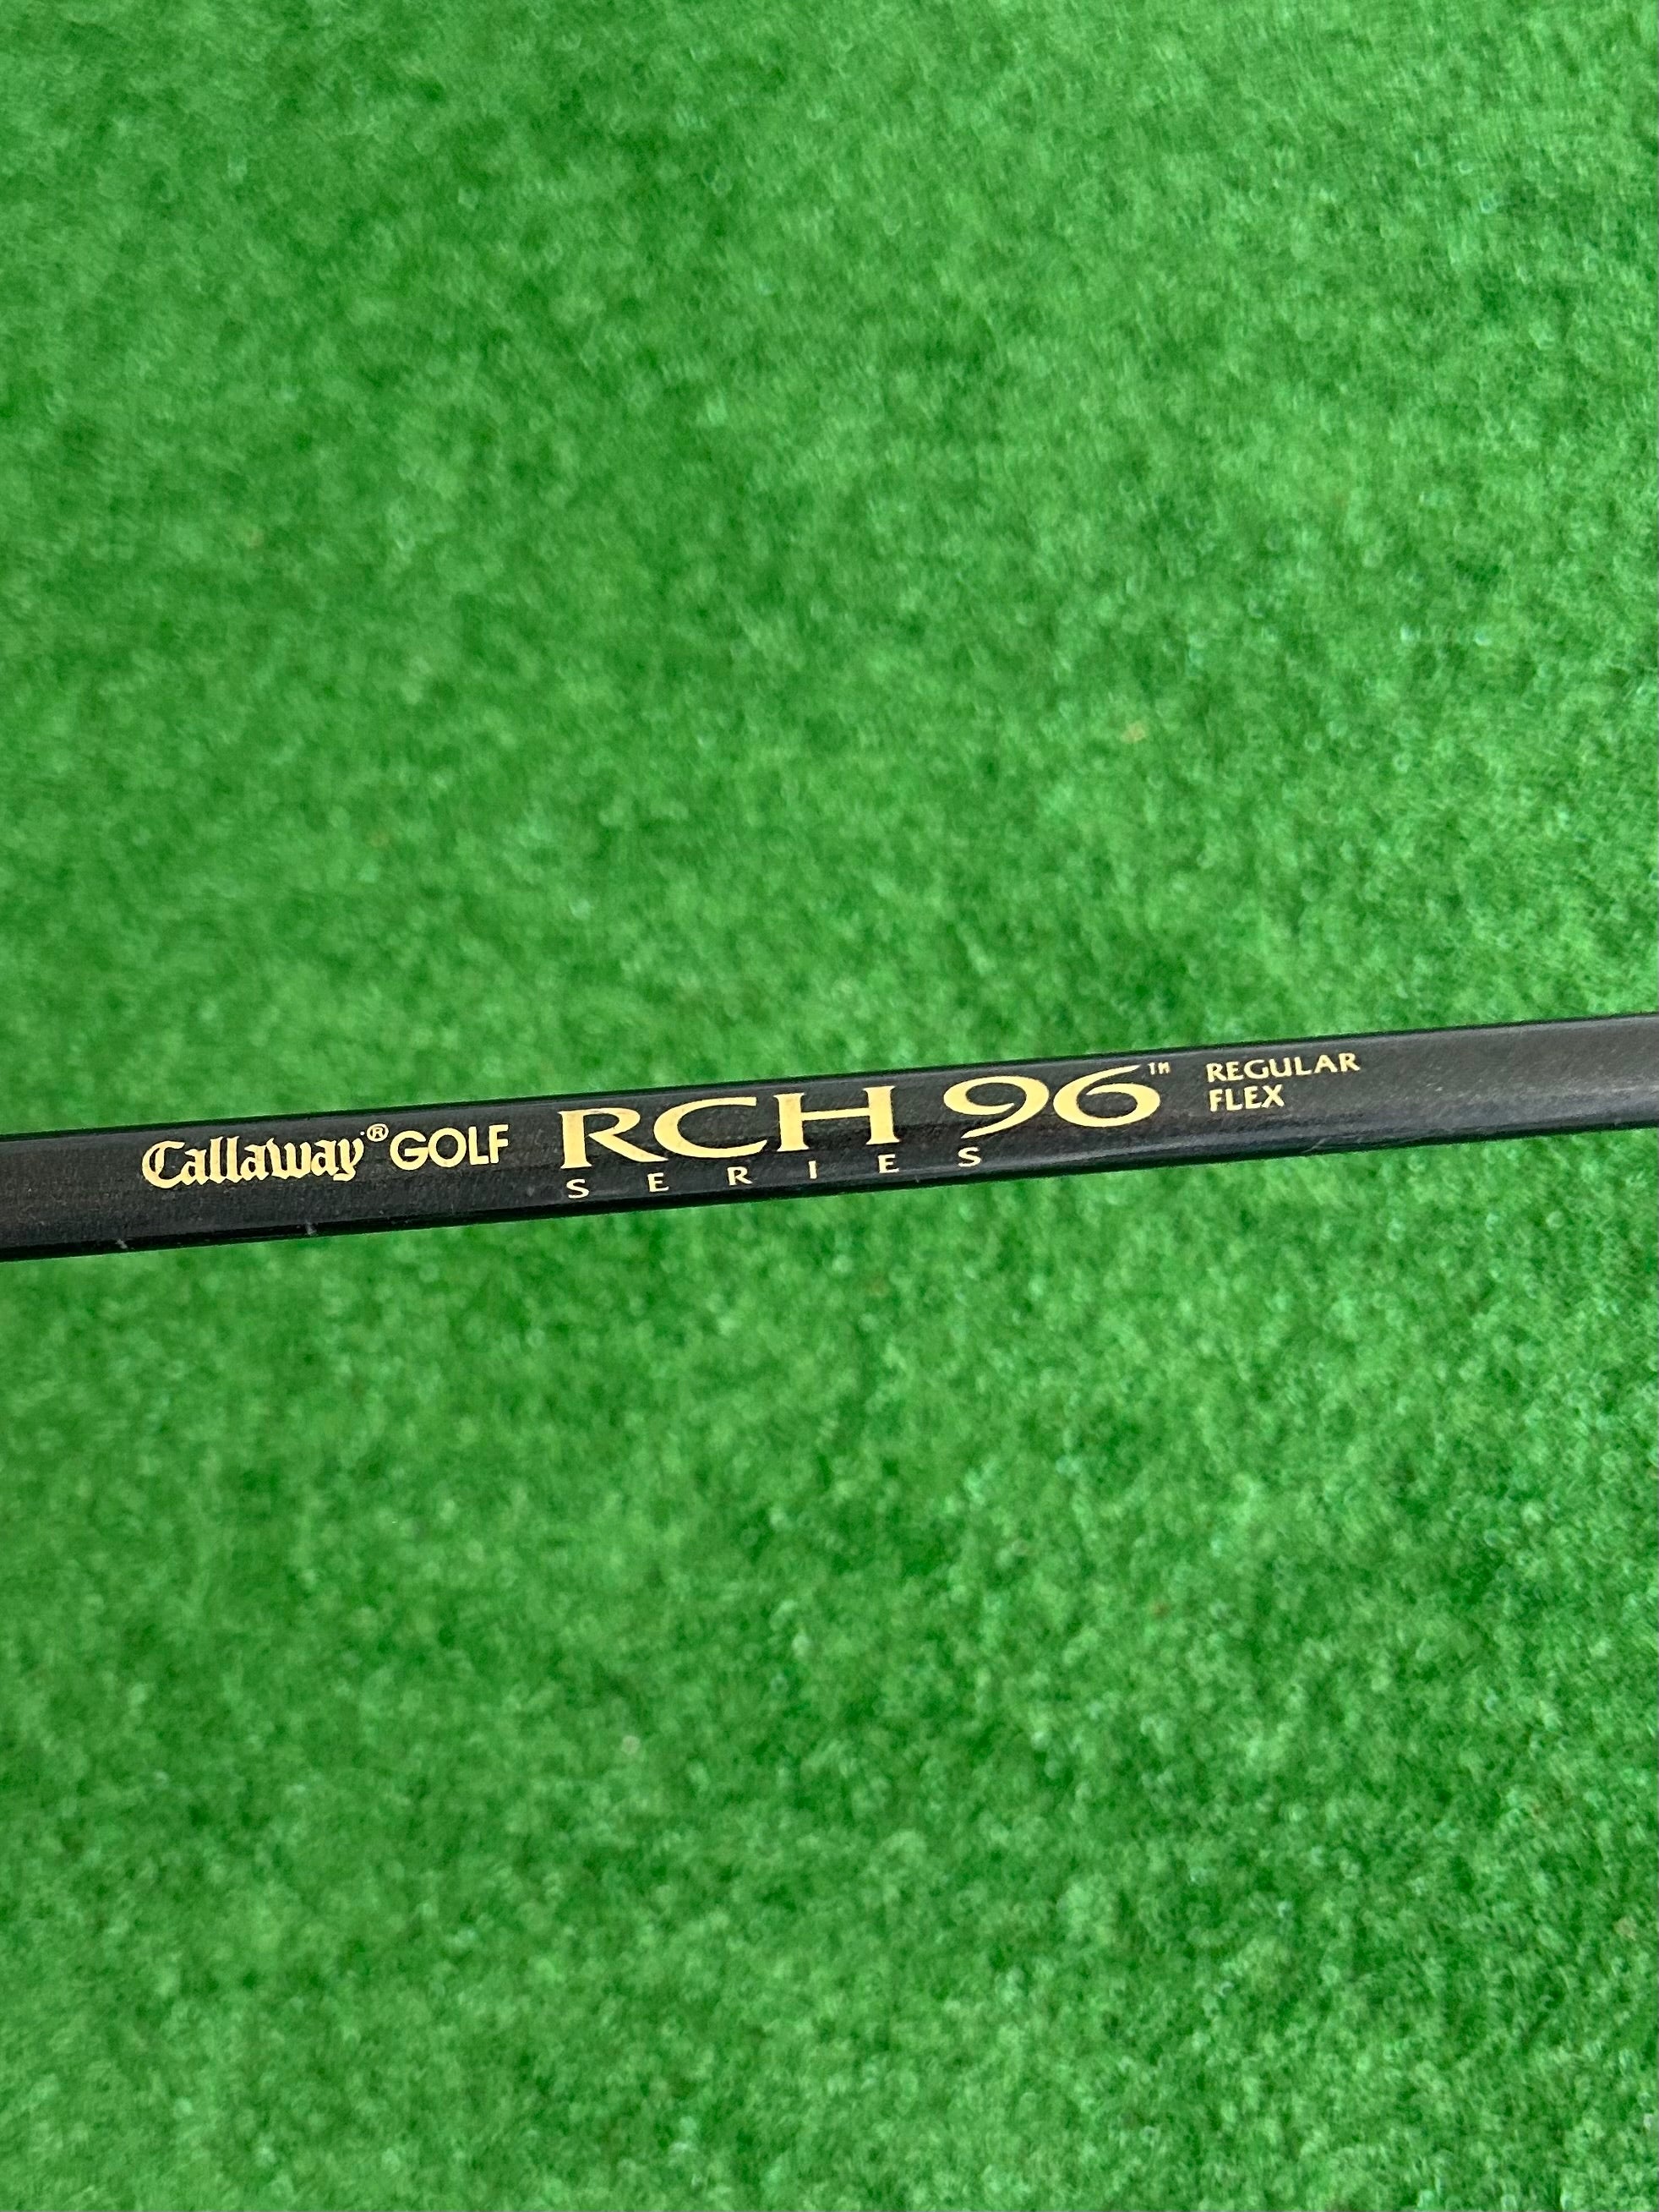 Callaway® GOLF RCH 96™ REGULAR
FLEX
SERIES